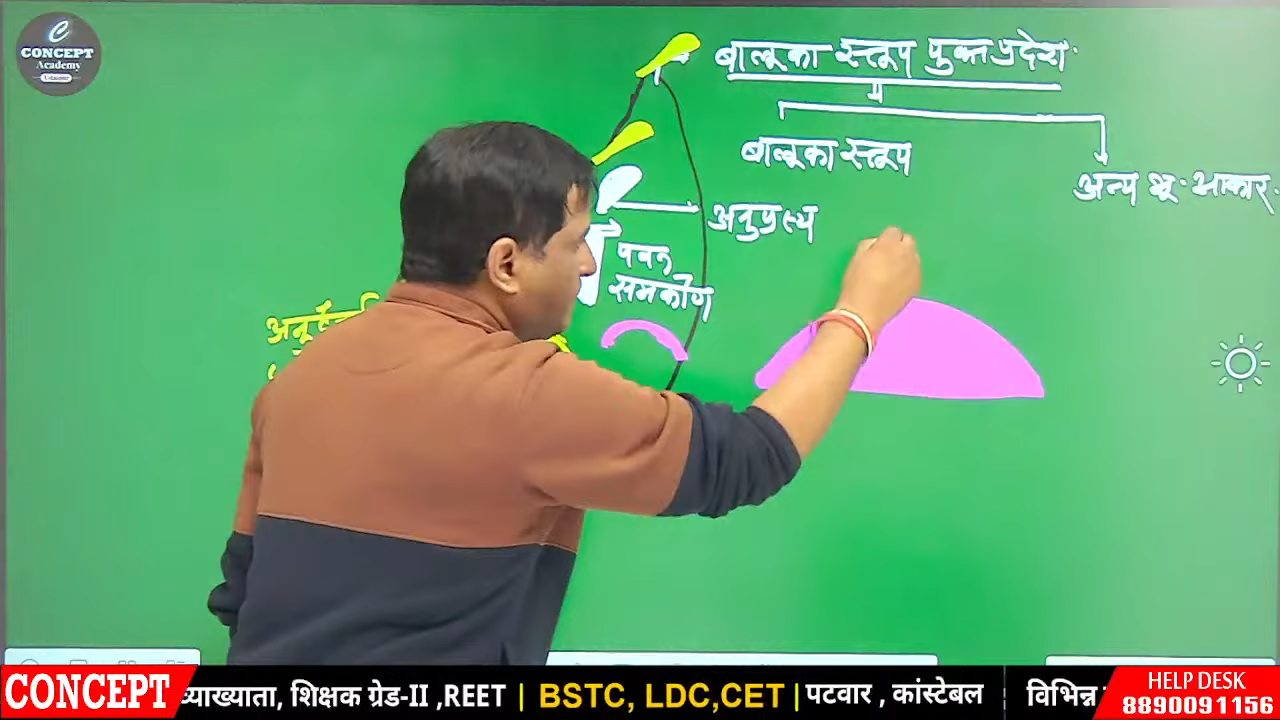 CONCEPT
Academy
Udaipur
बालूका स्तूप युक्त प्रदेश
बालूका स्तूप
अन्य भू-आकार
अनुप्रस्थ
पवन
समकोण
CONCEPT
व्याख्याता, शिक्षक ग्रेड-II ,REET | BSTC, LDC,CET | पटवार , कांस्टेबल
HELP DESK
8890091156